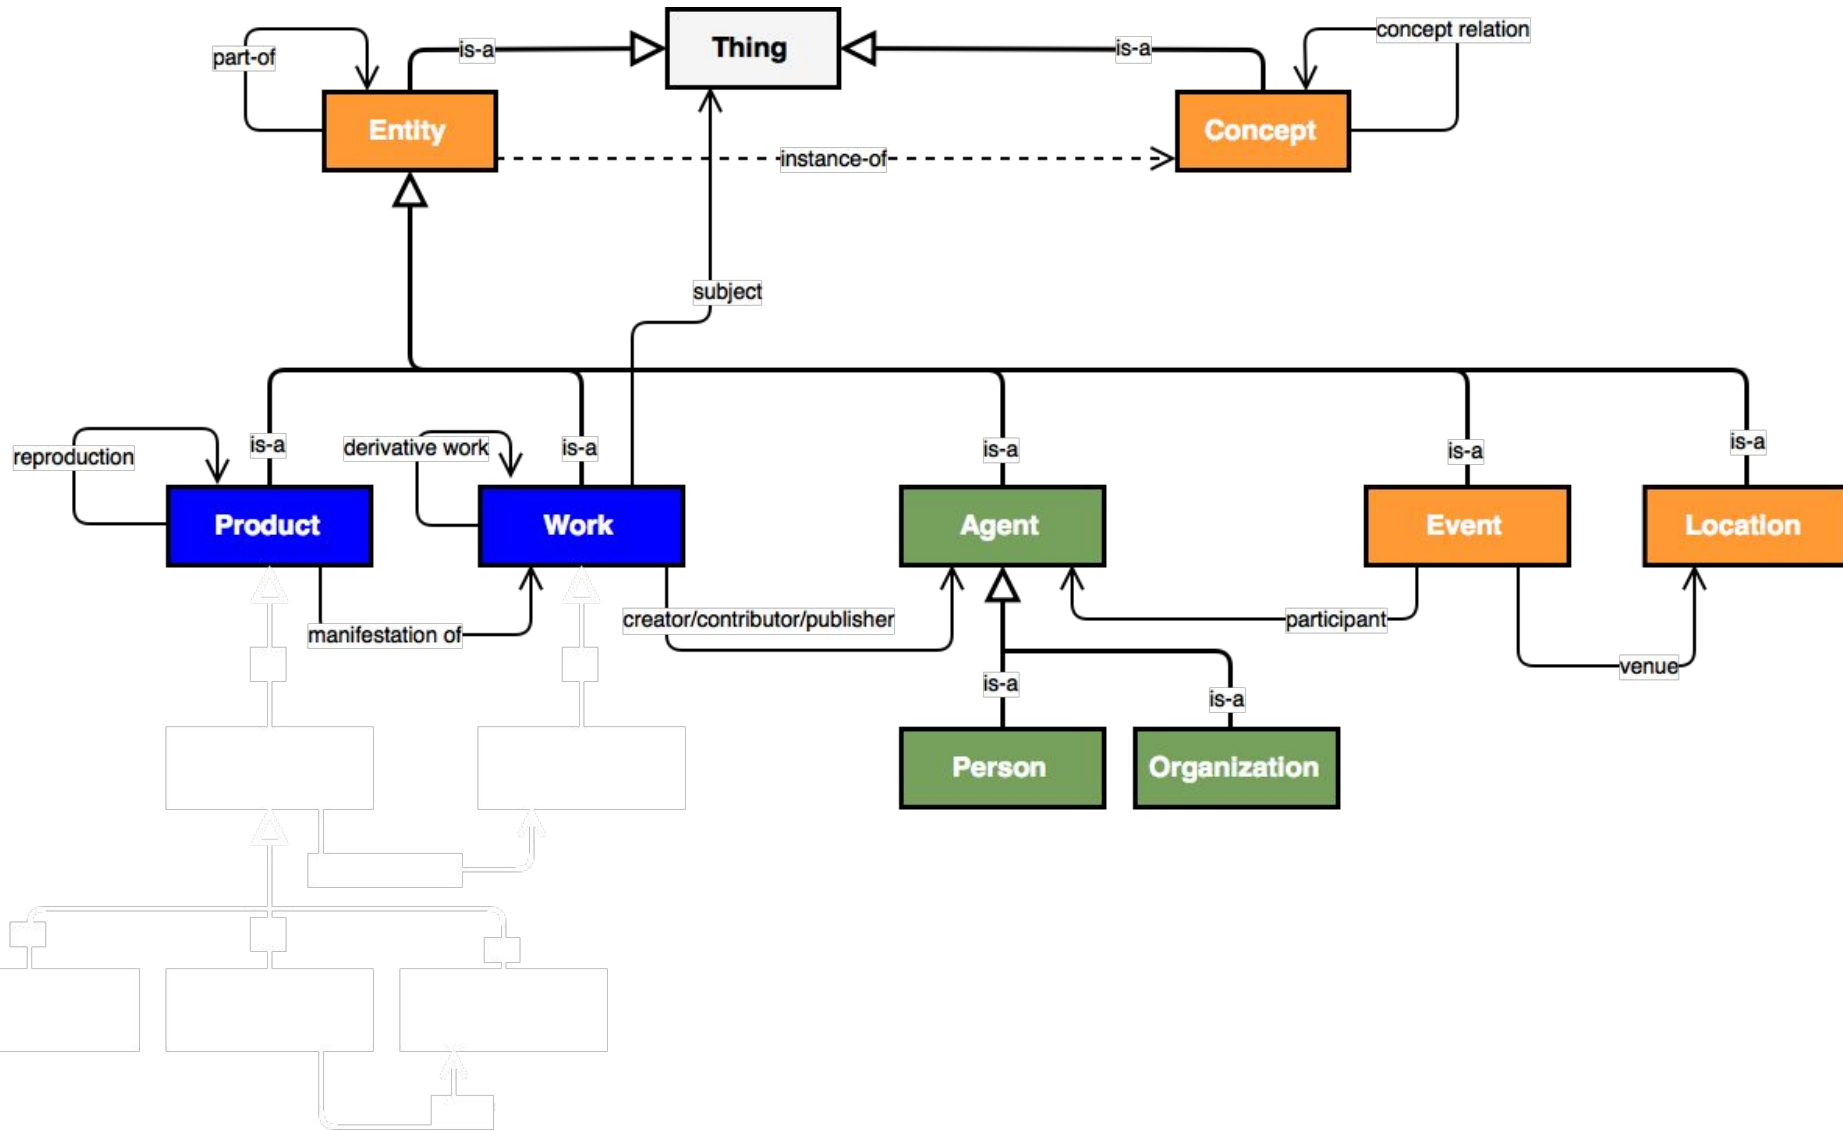 Thing
concept relation
part-of
is-a
is-a
Entity
Concept
instance-of
subject
reproduction
is-a
derivative work
is-a
is-a
is-a
is-a
Product
Work
Agent
Event
Location
manifestation of
creator/contributor/publisher
participant
venue
is-a
is-a
Person
Organization